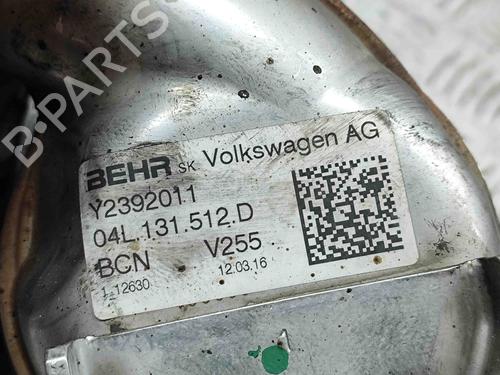 B-PARTS
BEHR SK Volkswagen AG
Y2392011
04L.131.512.D
BCN V255
1 12630 12.03.16